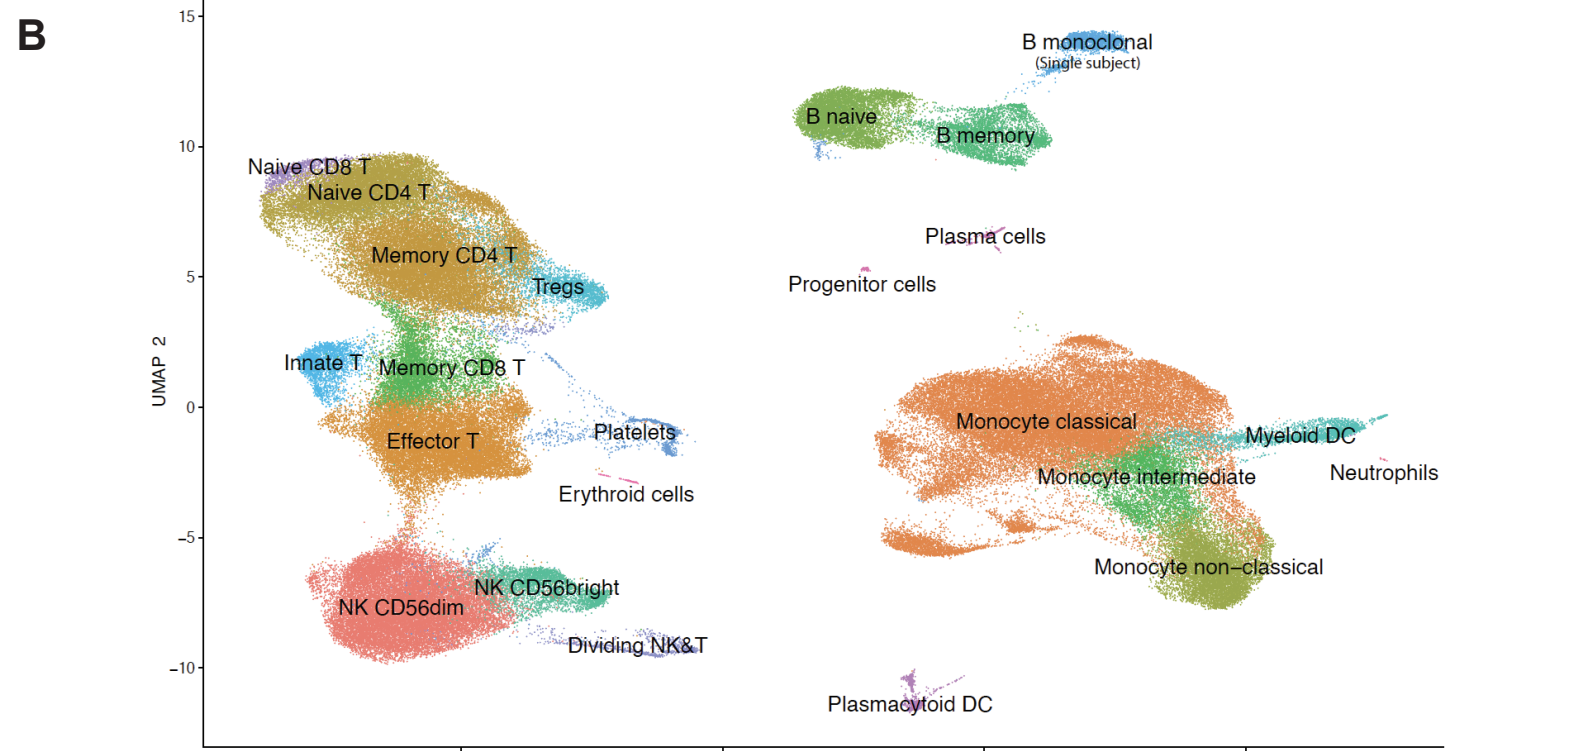 B
15
10
5
0
−5
−10
UMAP_2
B monoclonal
(Single subject)
B naive
B memory
Naive CD8 T
Naive CD4 T
Memory CD4 T
Tregs
Plasma cells
Progenitor cells
Innate T
Memory CD8 T
Effector T
Platelets
Erythroid cells
Monocyte classical
Myeloid DC
Neutrophils
Monocyte intermediate
Monocyte non−classical
NK CD56bright
NK CD56dim
Dividing NK&T
Plasmacytoid DC